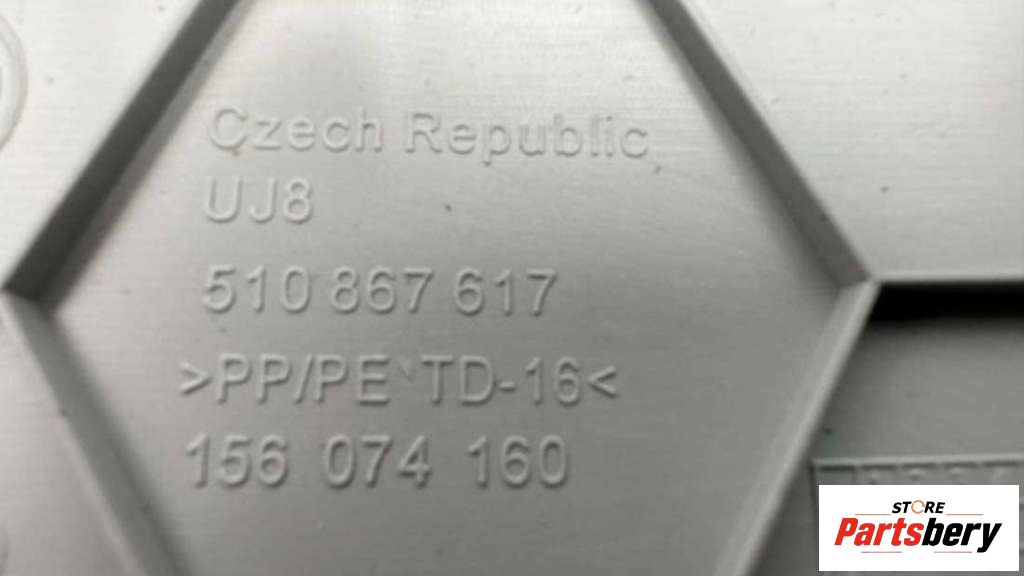 Czech Republic
UJ8
510 867 617
>PP/PE TD-16<
156 074 160
STORE
Partsbery